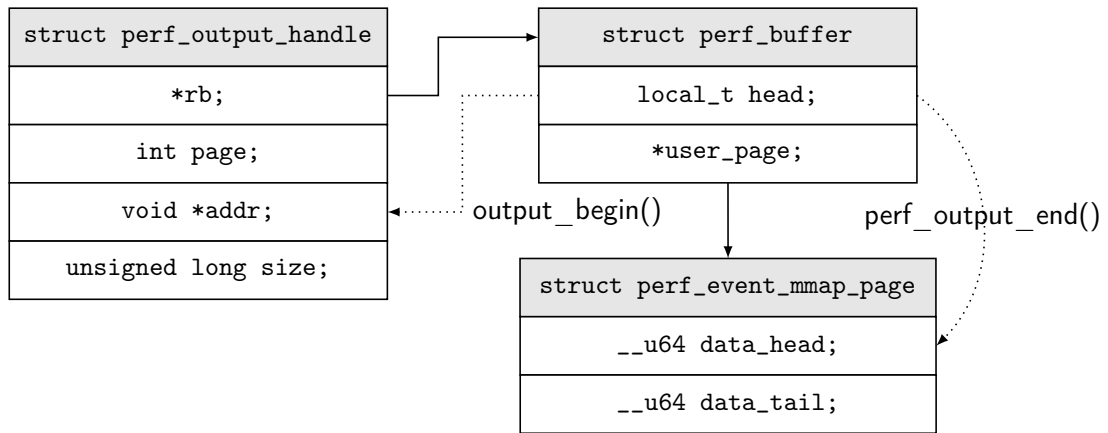 struct perf_output_handle
*rb;
int page;
void *addr;
unsigned long size;
struct perf_buffer
local_t head;
*user_page;
output_begin()
perf_output_end()
struct perf_event_mmap_page
__u64 data_head;
__u64 data_tail;